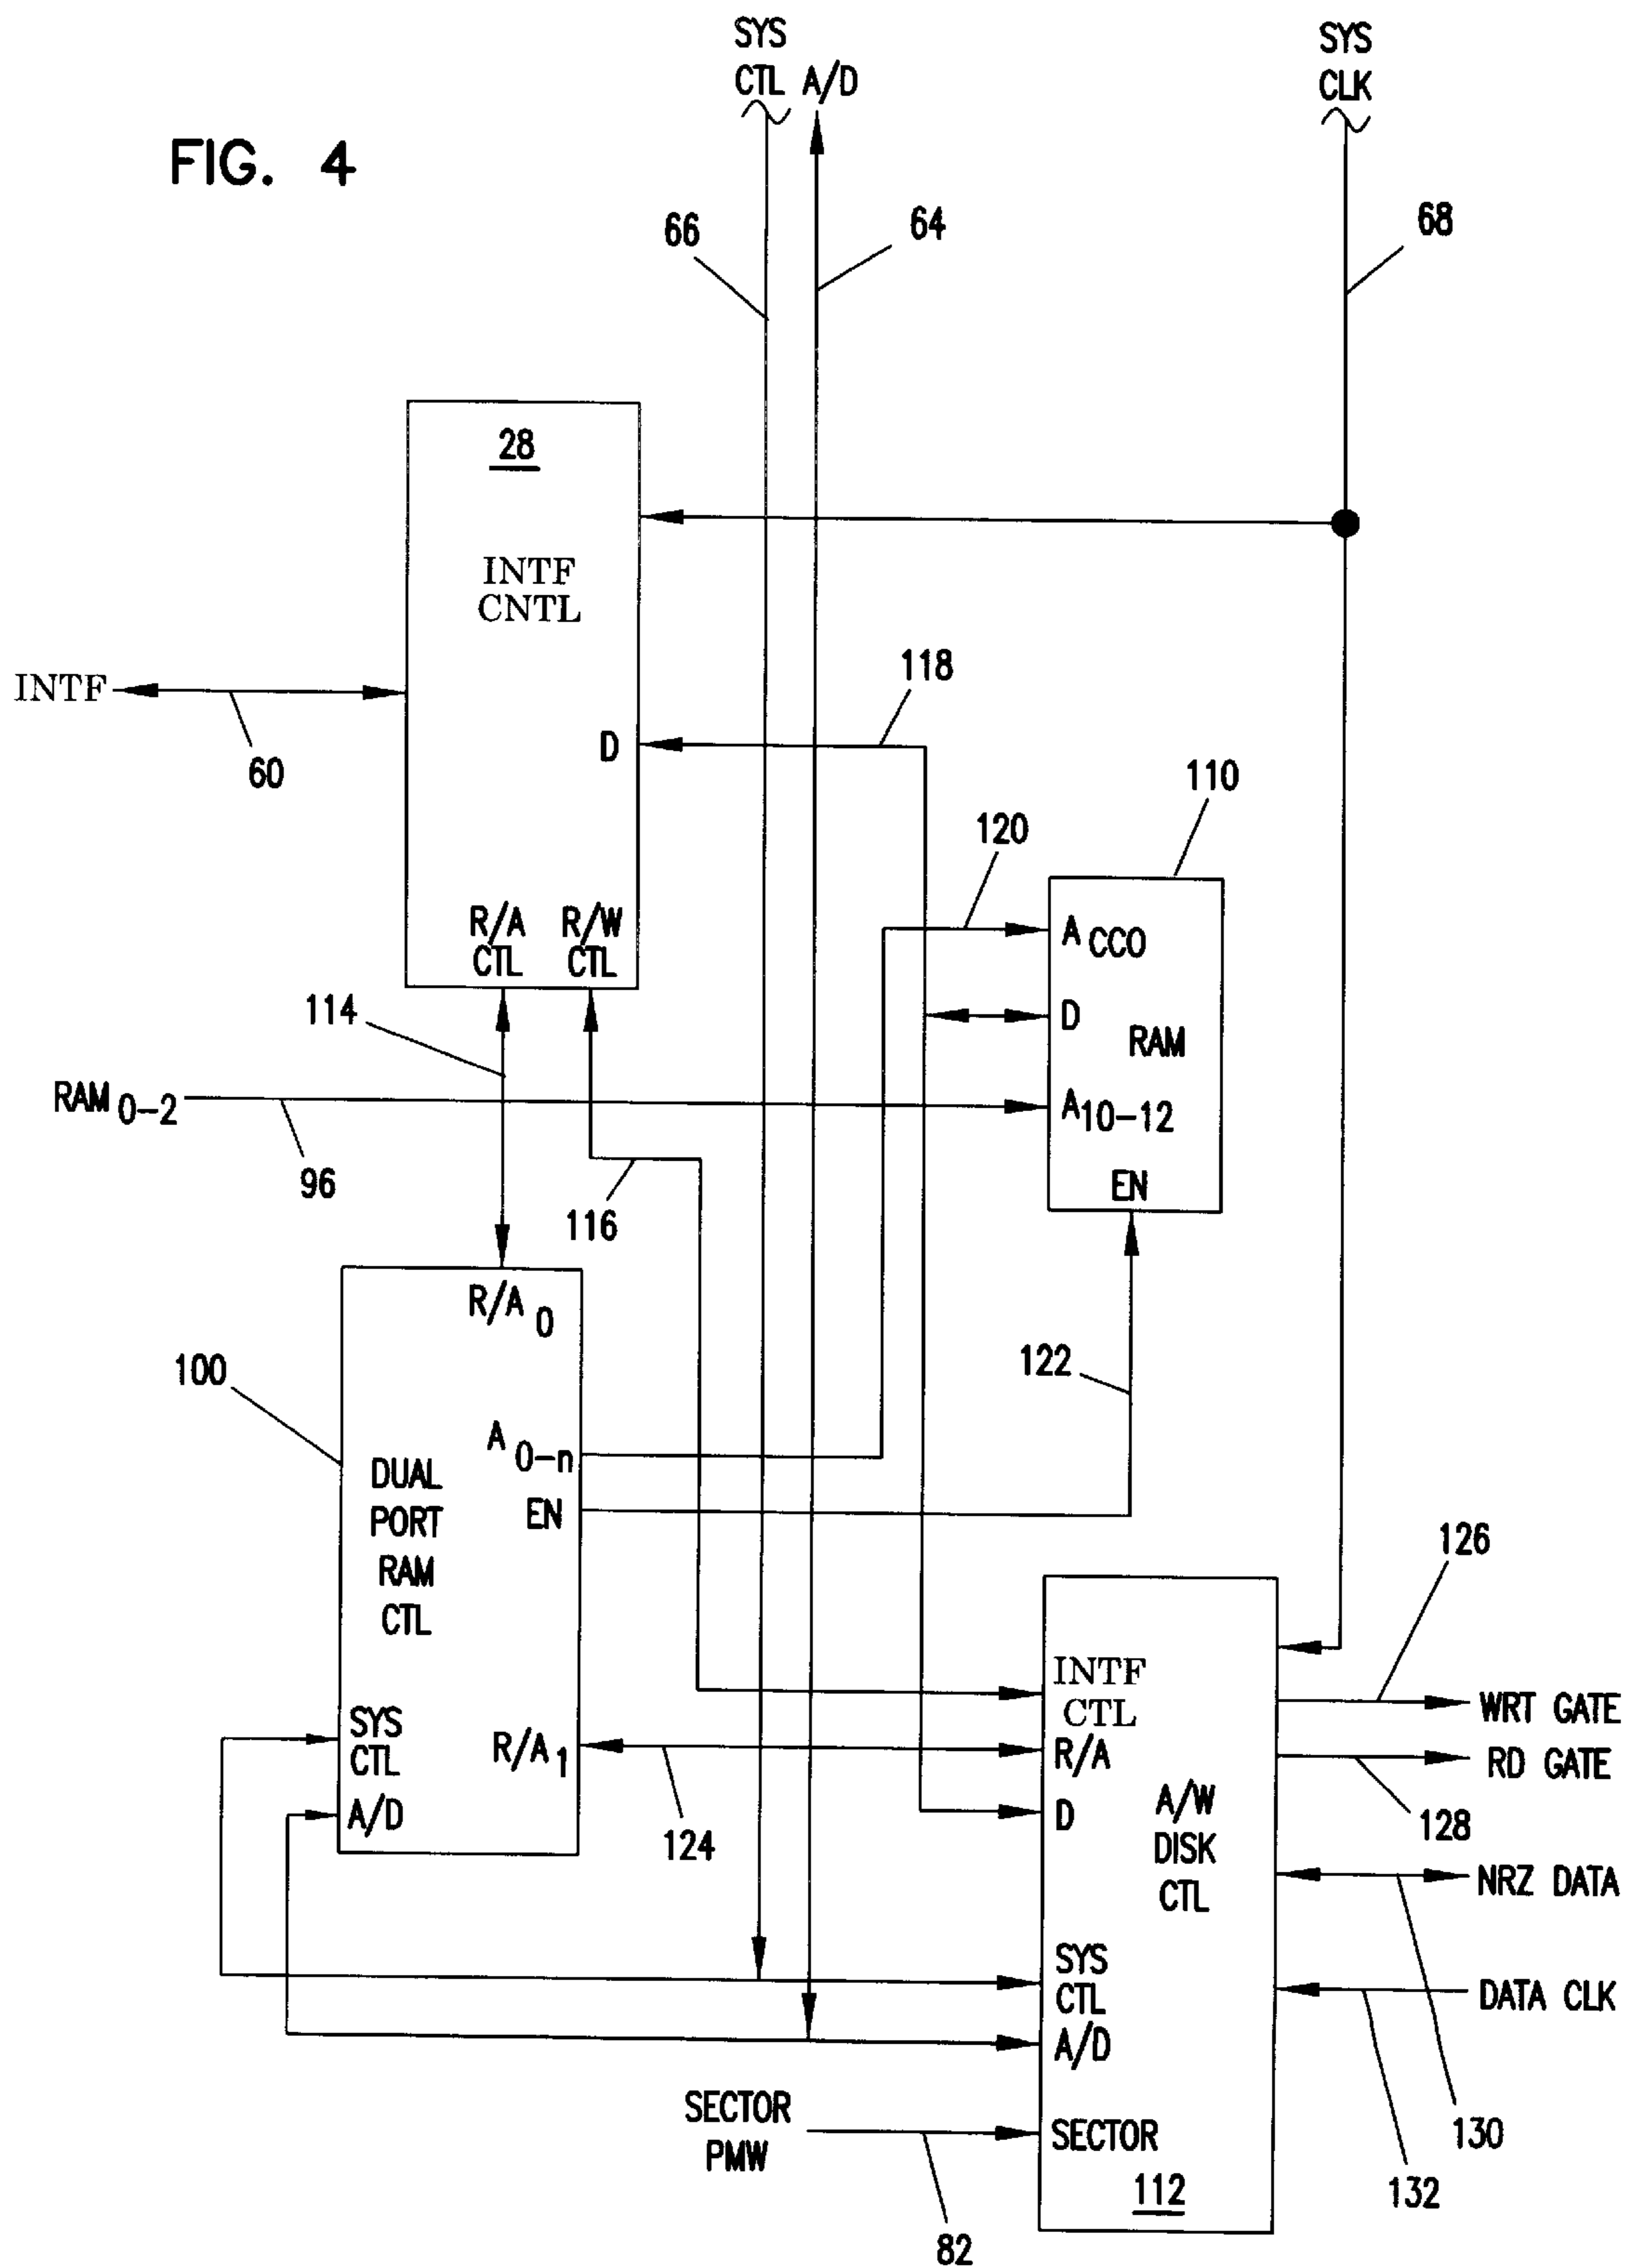 SYS
CTL A/D
SYS
CLK
FIG. 4
66
64
68
28
INTF
CNTL
INTF
60
D
118
110
120
A CCO
R/A
CTL
R/W
CTL
114
D
RAM
RAM 0-2
A 10-12
96
116
EN
R/A 0
100
122
A 0-n
DUAL
PORT
RAM
CTL
EN
126
INTF
CTL
WRT GATE
SYS
CTL
R/A 1
R/A
RD GATE
A/D
124
D
A/W
DISK
CTL
128
NRZ DATA
SYS
CTL
DATA CLK
A/D
SECTOR
PMW
SECTOR
130
112
132
82